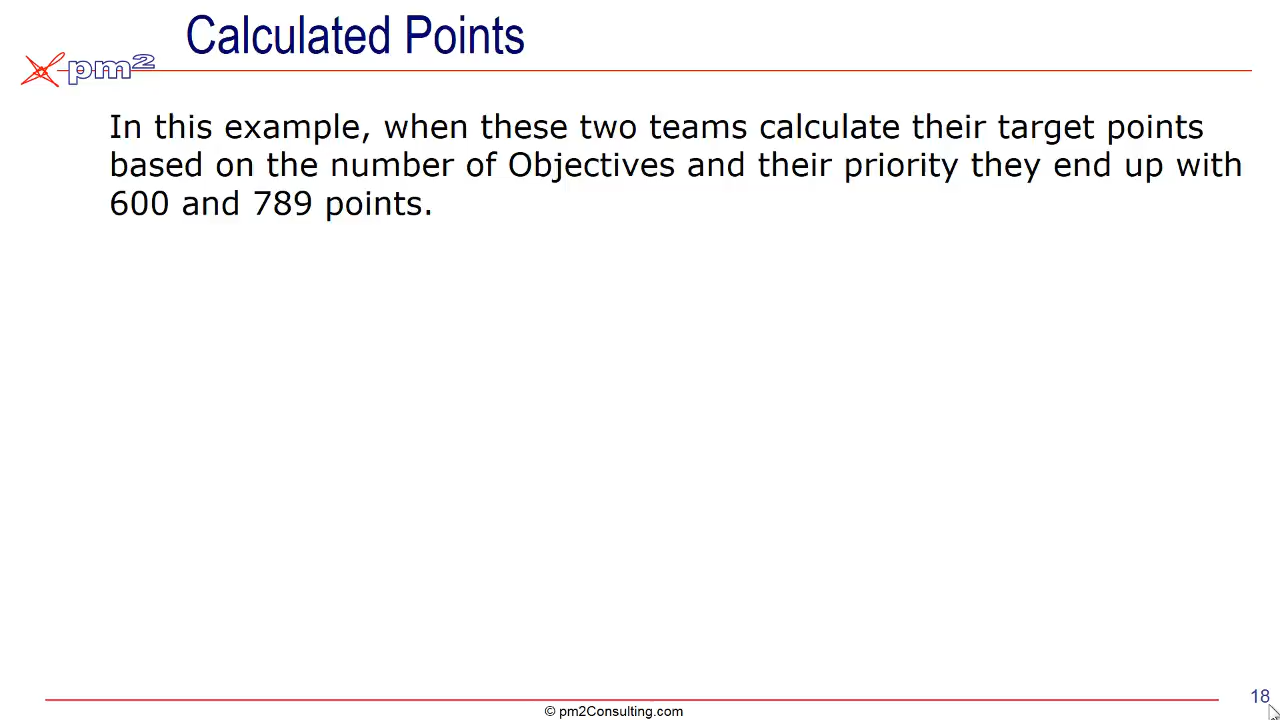 Calculated Points
pm2
In this example, when these two teams calculate their target points
based on the number of Objectives and their priority they end up with
600 and 789 points.
18
© pm2Consulting.com